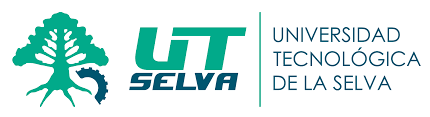 UT
SELVA
UNIVERSIDAD
TECNOLÓGICA
DE LA SELVA